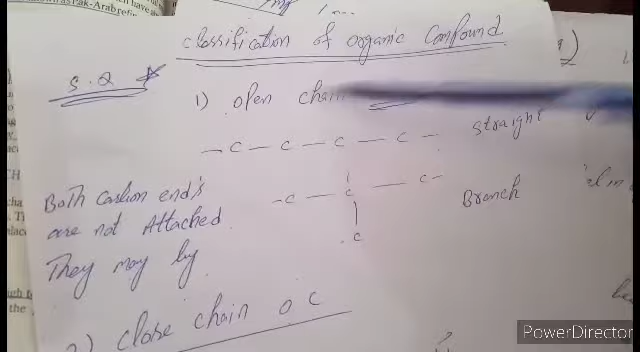 Classification of organic Compound.
S.Q
1) open chain
- C - C - C - C - straight
Both Carbon end's
are not Attached.
They may by
- C - C - C - Branch
C
2) close chain o C
PowerDirector